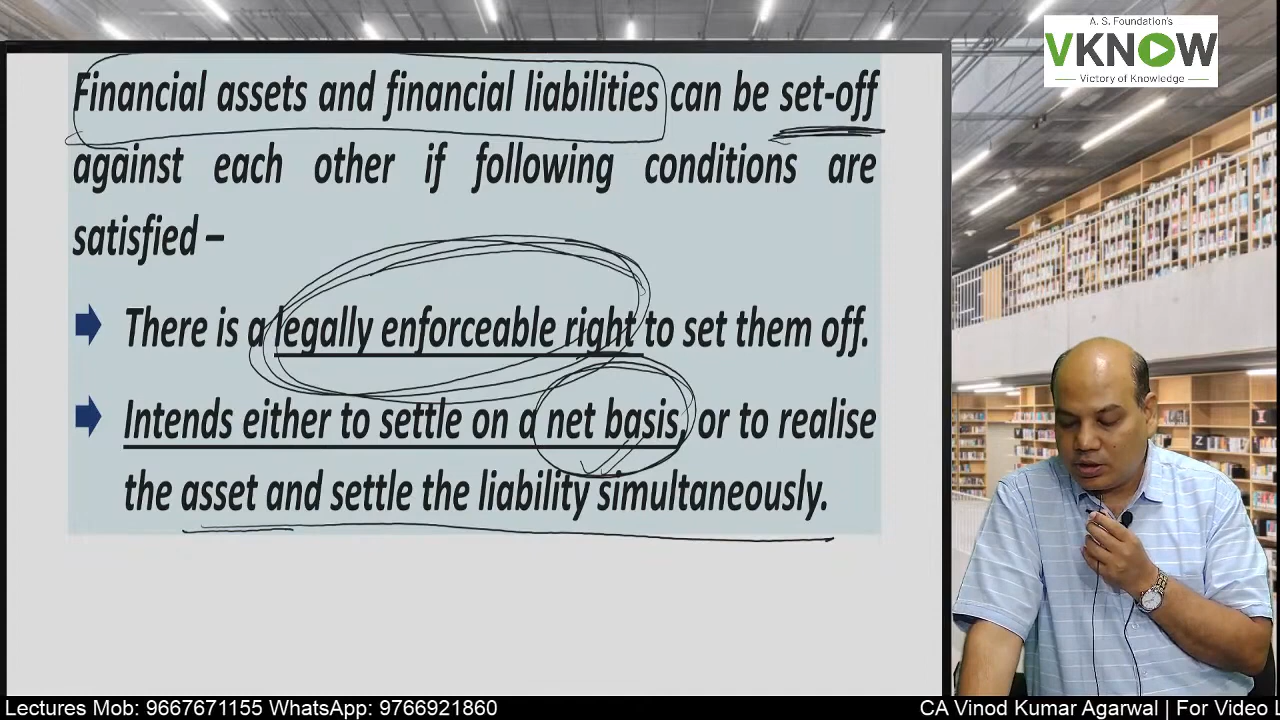 A. S. Foundation's
VKNOW
Victory of Knowledge
Financial assets and financial liabilities can be set-off
against each other if following conditions are
satisfied –
There is a legally enforceable right to set them off.
Intends either to settle on a net basis, or to realise
the asset and settle the liability simultaneously.
Lectures Mob: 9667671155 WhatsApp: 9766921860
CA Vinod Kumar Agarwal | For Video L